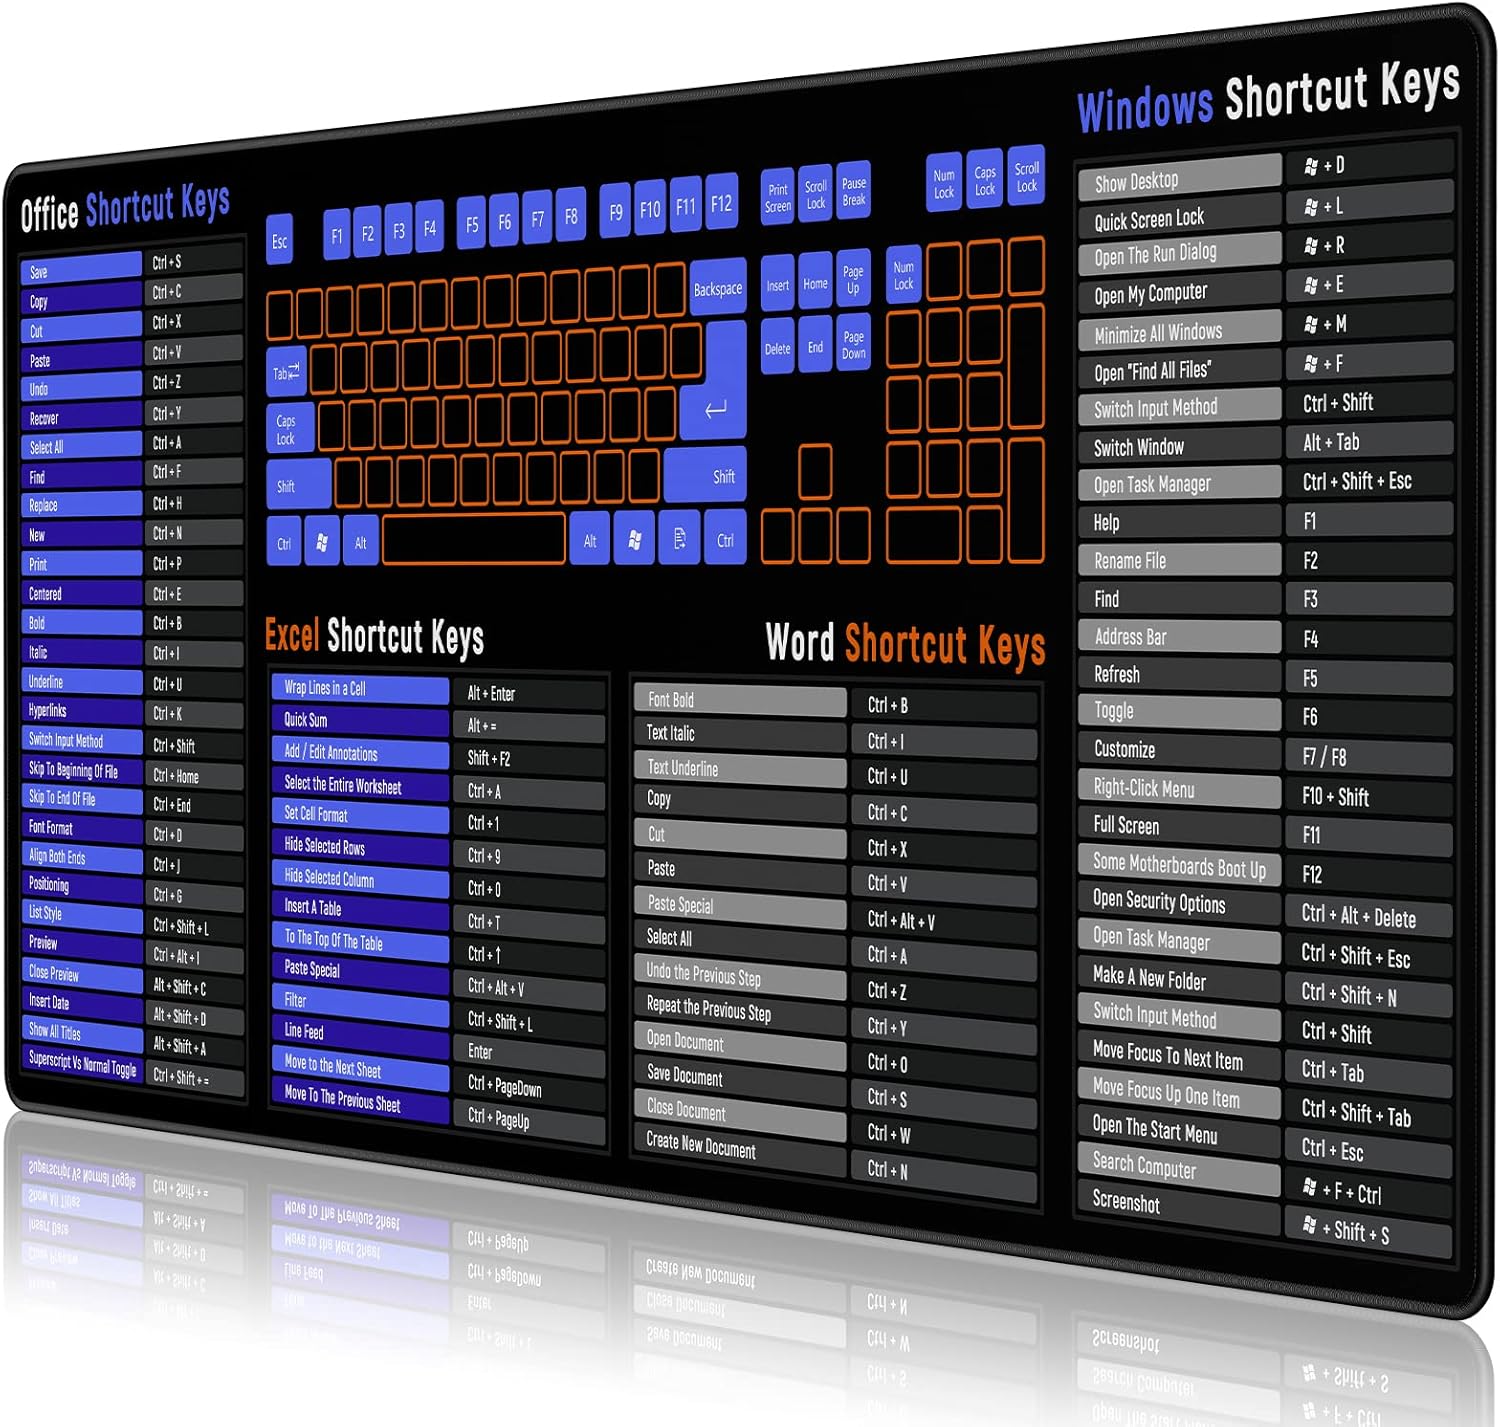 Office Shortcut Keys
Save Ctrl + S
Copy Ctrl + C
Cut Ctrl + X
Paste Ctrl + V
Undo Ctrl + Z
Recover Ctrl + Y
Select All Ctrl + A
Find Ctrl + F
Replace Ctrl + H
New Ctrl + N
Print Ctrl + P
Centered Ctrl + E
Bold Ctrl + B
Italic Ctrl + I
Underline Ctrl + U
Hyperlinks Ctrl + K
Switch Input Method Ctrl + Shift
Skip To Beginning Of File Ctrl + Home
Skip To End Of File Ctrl + End
Font Format Ctrl + D
Align Both Ends Ctrl + J
Positioning Ctrl + G
List Style Ctrl + Shift + L
Preview Ctrl + Alt + I
Close Preview Alt + Shift + C
Insert Date Alt + Shift + D
Show All Titles Alt + Shift + A
Superscript Vs Normal Toggle Ctrl + Shift + =
Esc F1 F2 F3 F4 F5 F6 F7 F8 F9 F10 F11 F12
Print Screen Scroll Lock Pause Break
Num Lock Caps Lock Scroll Lock
Backspace
Insert Home Page Up
Num Lock
Tab
Delete End Page Down
Caps Lock
Shift Shift
Ctrl Alt Alt Ctrl
Excel Shortcut Keys
Wrap Lines in a Cell Alt + Enter
Quick Sum Alt + =
Add / Edit Annotations Shift + F2
Select the Entire Worksheet Ctrl + A
Set Cell Format Ctrl + 1
Hide Selected Rows Ctrl + 9
Hide Selected Column Ctrl + 0
Insert A Table Ctrl + T
To The Top Of The Table Ctrl + ↑
Paste Special Ctrl + Alt + V
Filter Ctrl + Shift + L
Line Feed Enter
Move to the Next Sheet Ctrl + PageDown
Move To The Previous Sheet Ctrl + PageUp
Word Shortcut Keys
Font Bold Ctrl + B
Text Italic Ctrl + I
Text Underline Ctrl + U
Copy Ctrl + C
Cut Ctrl + X
Paste Ctrl + V
Paste Special Ctrl + Alt + V
Select All Ctrl + A
Undo the Previous Step Ctrl + Z
Repeat the Previous Step Ctrl + Y
Open Document Ctrl + O
Save Document Ctrl + S
Close Document Ctrl + W
Create New Document Ctrl + N
Windows Shortcut Keys
Show Desktop + D
Quick Screen Lock + L
Open The Run Dialog + R
Open My Computer + E
Minimize All Windows + M
Open "Find All Files" + F
Switch Input Method Ctrl + Shift
Switch Window Alt + Tab
Open Task Manager Ctrl + Shift + Esc
Help F1
Rename File F2
Find F3
Address Bar F4
Refresh F5
Toggle F6
Customize F7 / F8
Right-Click Menu F10 + Shift
Full Screen F11
Some Motherboards Boot Up F12
Open Security Options Ctrl + Alt + Delete
Open Task Manager Ctrl + Shift + Esc
Make A New Folder Ctrl + Shift + N
Switch Input Method Ctrl + Shift
Move Focus To Next Item Ctrl + Tab
Move Focus Up One Item Ctrl + Shift + Tab
Open The Start Menu Ctrl + Esc
Search Computer + F + Ctrl
Screenshot + Shift + S